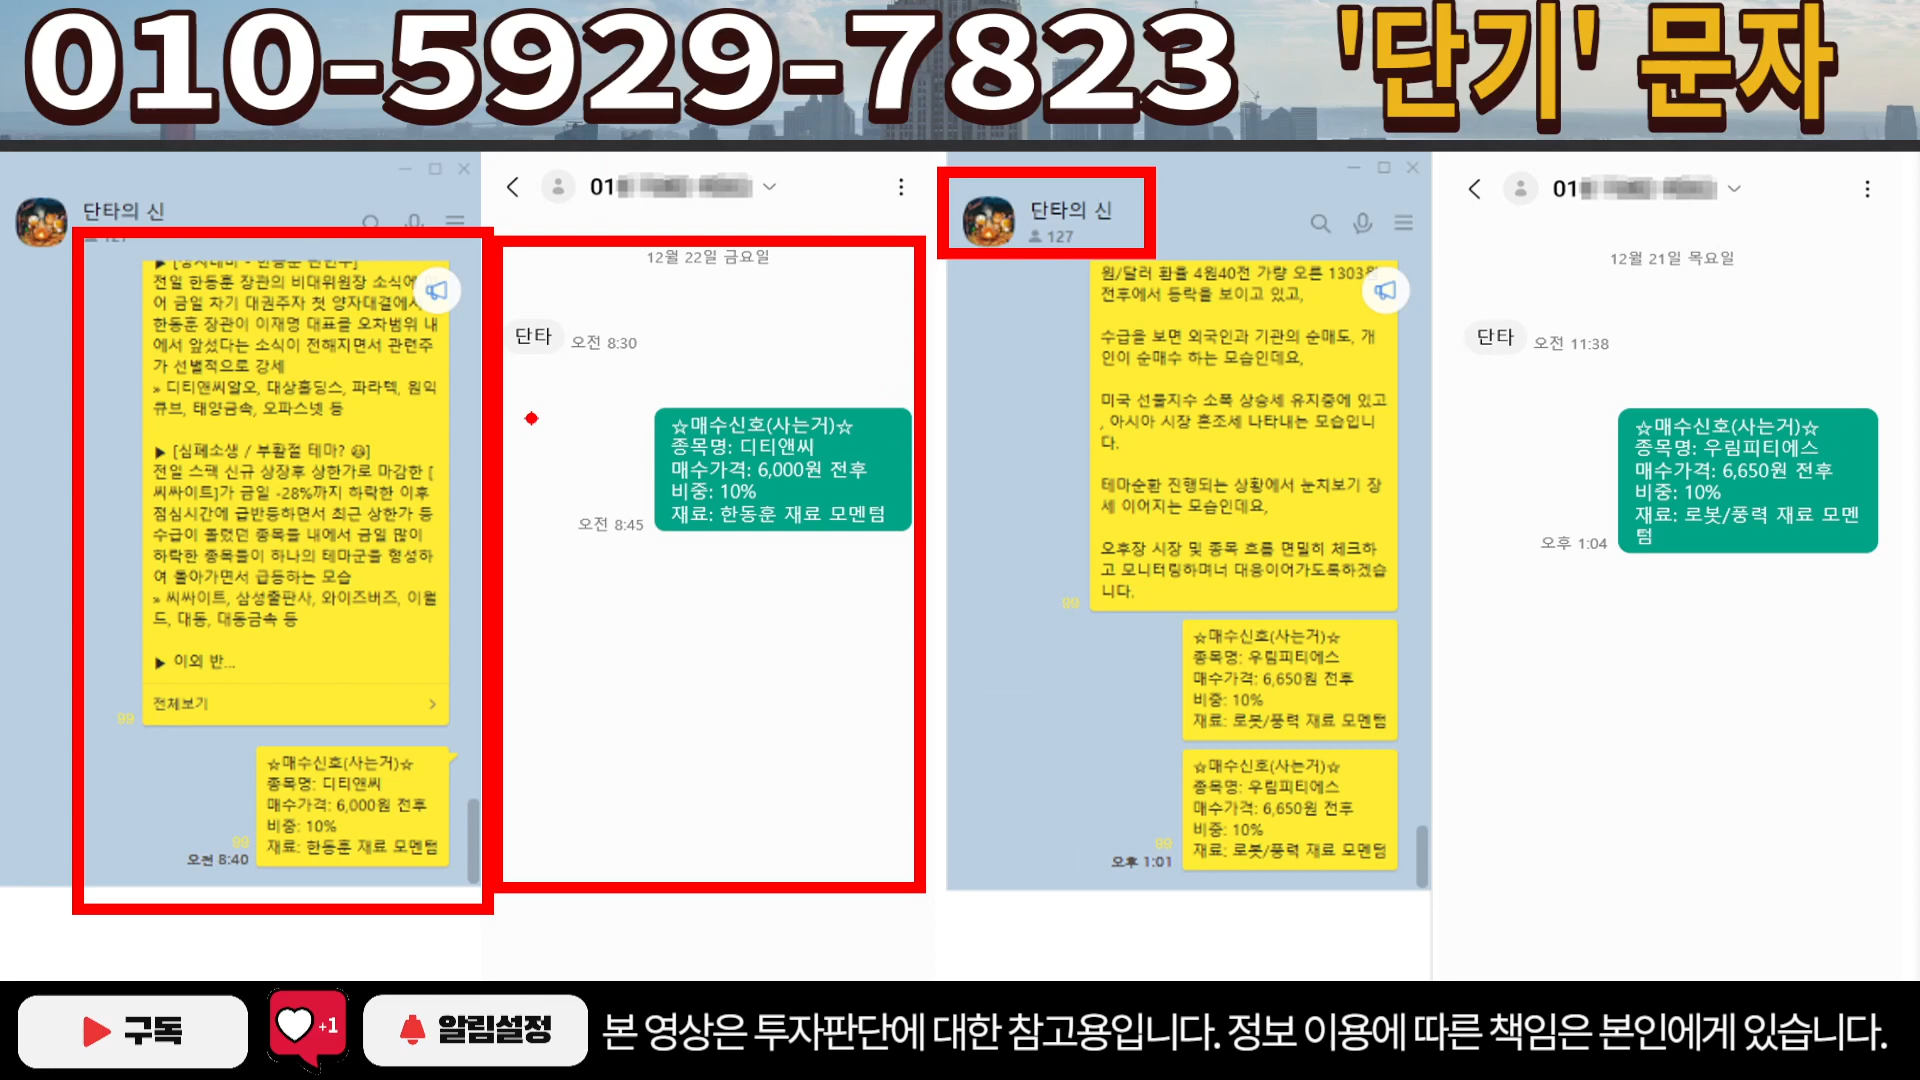 010-5929-7823 '단기' 문자
단타의 신
전일 한동훈 장관의 비대위원장 소식에
어 금일 차기 대권주자 첫 양자대결에서
한동훈 장관이 이재명 대표를 오차범위 내
에서 앞섰다는 소식이 전해지면서 관련주
가 선별적으로 강세
» 디티앤씨알오, 대상홀딩스, 파라텍, 원익
큐브, 태양금속, 오파스넷 등
▶ [심폐소생 / 부활절 테마? 😂]
전일 스팩 신규 상장후 상한가로 마감한 [
씨싸이트]가 금일 -28%까지 하락한 이후
점심시간에 급반등하면서 최근 상한가 등
수급이 몰렸던 종목들 내에서 금일 많이
하락한 종목들이 하나의 테마군을 형성하
여 돌아가면서 급등하는 모습
» 씨싸이트, 삼성출판사, 와이즈버즈, 이월
드, 대동, 대동금속 등
▶ 이외 반...
전체보기
99
☆매수신호(사는거)☆
종목명: 디티앤씨
매수가격: 6,000원 전후
비중: 10%
재료: 한동훈 재료 모멘텀
99
오전 8:40
01
12월 22일 금요일
단타
오전 8:30
☆매수신호(사는거)☆
종목명: 디티앤씨
매수가격: 6,000원 전후
비중: 10%
재료: 한동훈 재료 모멘텀
오전 8:45
단타의 신
127
원/달러 환율 4원40전 가량 오른 1303원
전후에서 등락을 보이고 있고,
수급을 보면 외국인과 기관의 순매도, 개
인이 순매수 하는 모습인데요,
미국 선물지수 소폭 상승세 유지중에 있고
, 아시아 시장 혼조세 나타내는 모습입니
다.
테마순환 진행되는 상황에서 눈치보기 장
세 이어지는 모습인데요,
오후장 시장 및 종목 흐름 면밀히 체크하
고 모니터링하며너 대응이어가도록하겠습
니다.
99
☆매수신호(사는거)☆
종목명: 우림피티에스
매수가격: 6,650원 전후
비중: 10%
재료: 로봇/풍력 재료 모멘텀
☆매수신호(사는거)☆
종목명: 우림피티에스
매수가격: 6,650원 전후
비중: 10%
재료: 로봇/풍력 재료 모멘텀
99
오후 1:01
01
12월 21일 목요일
단타
오전 11:38
☆매수신호(사는거)☆
종목명: 우림피티에스
매수가격: 6,650원 전후
비중: 10%
재료: 로봇/풍력 재료 모멘
텀
오후 1:04
구독
+1
알림설정
본 영상은 투자판단에 대한 참고용입니다. 정보 이용에 따른 책임은 본인에게 있습니다.